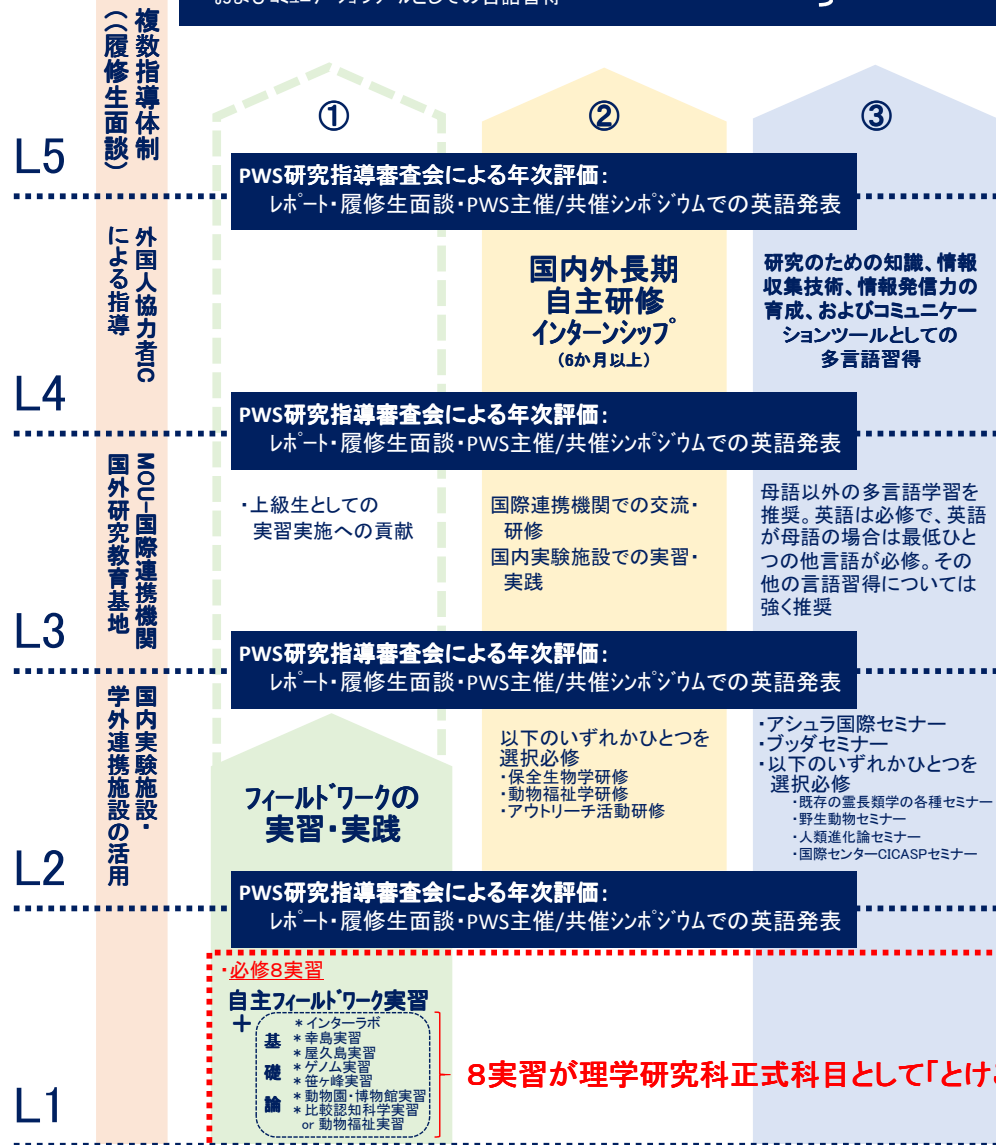 およびコミュニケーションツールとしての言語習得
複数指導体制
(（履修生面談）
①
②
③
L5
PWS研究指導審査会による年次評価：
レポート・履修生面談・PWS主催/共催シンポジウムでの英語発表
外国人協力者IC
による指導
国内外長期
自主研修
インターンシップ
(6か月以上)
研究のための知識、情報
収集技術、情報発信力の
育成、およびコミュニケー
ションツールとしての
多言語習得
L4
PWS研究指導審査会による年次評価：
レポート・履修生面談・PWS主催/共催シンポジウムでの英語発表
MOU-国際連携機関
国外研究教育基地
・上級生としての
実習実施への貢献
国際連携機関での交流・
研修
国内実験施設での実習・
実践
母語以外の多言語学習を
推奨。英語は必修で、英語
が母語の場合は最低ひと
つの他言語が必修。その
他の言語習得については
強く推奨
L3
PWS研究指導審査会による年次評価：
レポート・履修生面談・PWS主催/共催シンポジウムでの英語発表
国内実験施設・
学外連携施設の活用
フィールドワークの
実習・実践
以下のいずれかひとつを
選択必修
・保全生物学研修
・動物福祉学研修
・アウトリーチ活動研修
・アシュラ国際セミナー
・ブッダセミナー
・以下のいずれかひとつを
選択必修
・既存の霊長類学の各種セミナー
・野生動物セミナー
・人類進化論セミナー
・国際センターCICASPセミナー
L2
PWS研究指導審査会による年次評価：
レポート・履修生面談・PWS主催/共催シンポジウムでの英語発表
・必修8実習
自主フィールドワーク実習
+
基礎論
＊インターラボ
＊幸島実習
＊屋久島実習
＊ゲノム実習
＊笹ヶ峰実習
＊動物園・博物館実習
＊比較認知科学実習
or 動物福祉実習
8実習が理学研究科正式科目として「とけ
L1